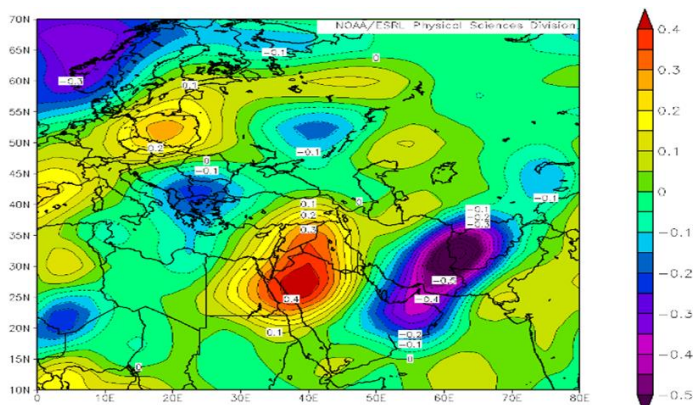 NOAA/ESRL Physical Sciences Division
70N
65N
60N
55N
50N
45N
40N
35N
30N
25N
20N
15N
10N
0 10E 20E 30E 40E 50E 60E 70E 80E
0.4
0.3
0.2
0.1
0
-0.1
-0.2
-0.3
-0.4
-0.5
-0.1
0
-0.3
0.2
-0.1
0
-0.1
0
0.1
0.2
0.3
0
-0.1
-0.2
-0.3
-0.1
-0.4
0.4
0.1
-0.2
-0.1
0
0